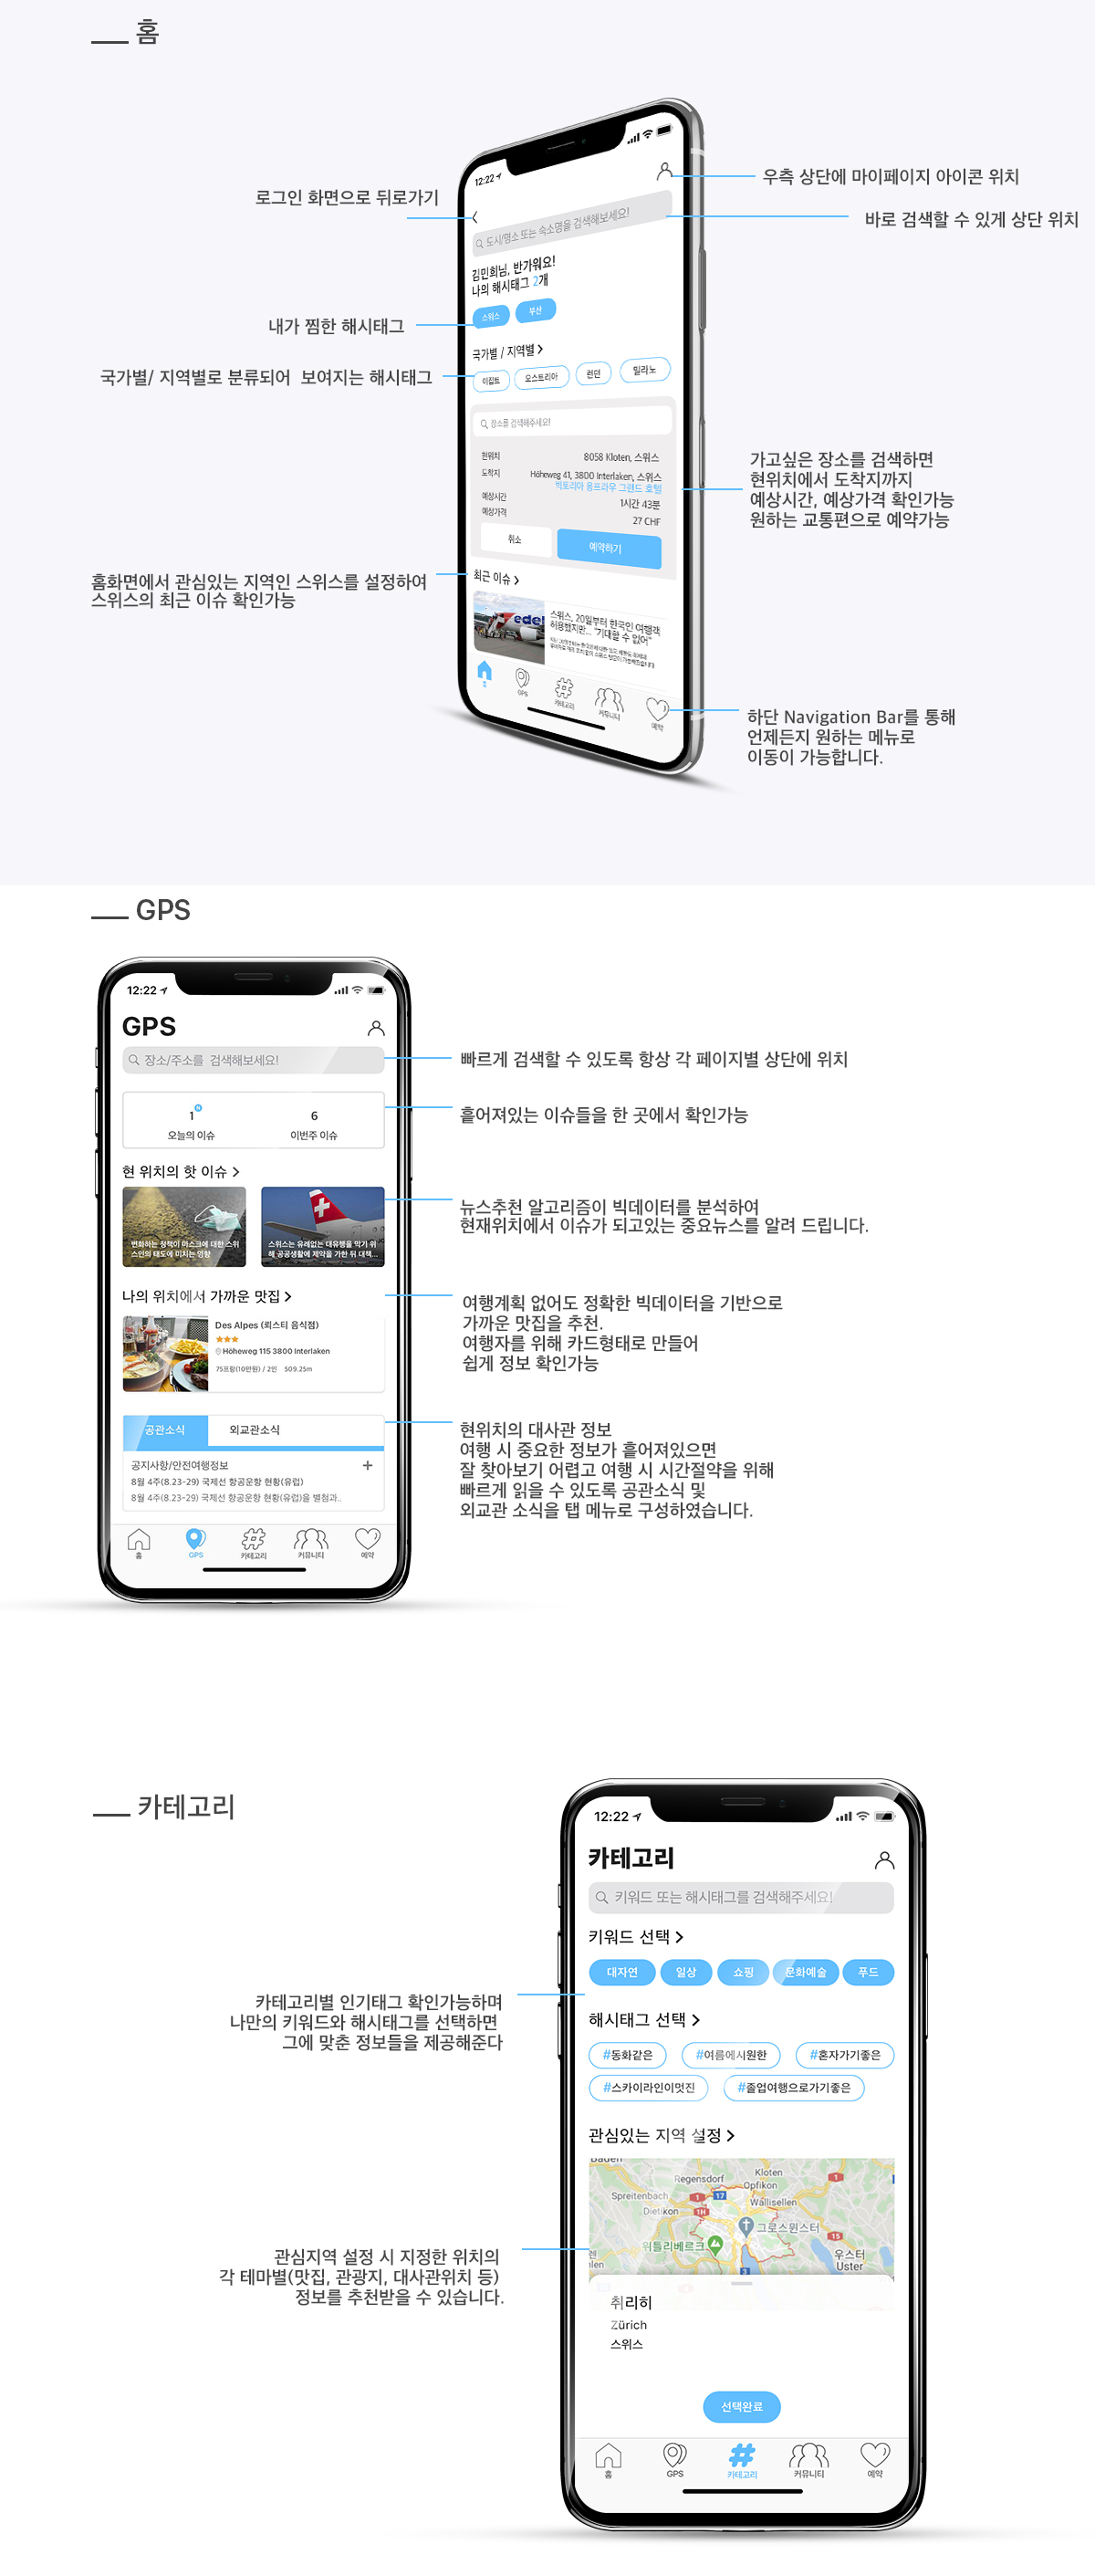 홈
우측 상단에 마이페이지 아이콘 위치
로그인 화면으로 뒤로가기
바로 검색할 수 있게 상단 위치
내가 찜한 해시태그
국가별/ 지역별로 분류되어 보여지는 해시태그
가고싶은 장소를 검색하면
현위치에서 도착지까지
예상시간, 예상가격 확인가능
원하는 교통편으로 예약가능
홈화면에서 관심있는 지역인 스위스를 설정하여
스위스의 최근 이슈 확인가능
하단 Navigation Bar를 통해
언제든지 원하는 메뉴로
이동이 가능합니다.
12:22
도시/명소 또는 숙소명을 검색해보세요!
김민희님, 반가워요!
나의 해시태그 2개
스위스 부산
국가별 / 지역별
이집트 오스트리아 런던 밀라노
장소를 검색해주세요!
현위치 8058 Kloten, 스위스
도착지 Höheweg 41, 3800 Interlaken, 스위스
빅토리아 융프라우 그랜드 호텔
예상시간 1시간 43분
예상가격 27 CHF
취소 예약하기
최근 이슈
edel
스위스, 20일부터 한국인 여행객
허용했지만... "기대할 수 없어"
GPS 카테고리 커뮤니티 예약
GPS
12:22
GPS
장소/주소를 검색해보세요!
1 N 6
오늘의 이슈 이번주 이슈
현 위치의 핫 이슈
변화하는 정책이 마스크에 대한 스위
스인의 태도에 미치는 영향
스위스는 유례없는 대유행을 막기 위
해 공공생활에 제약을 가한 뒤 대책...
나의 위치에서 가까운 맛집
Des Alpes (뢰스티 음식점)
Höheweg 115 3800 Interlaken
75프랑(10만원) / 2인 509.25m
공관소식 외교관소식
공지사항/안전여행정보 +
8월 4주(8.23-29) 국제선 항공운항 현황(유럽)
8월 4주(8.23-29) 국제선 항공운항 현황(유럽)을 별첨과..
홈 GPS 카테고리 커뮤니티 예약
빠르게 검색할 수 있도록 항상 각 페이지별 상단에 위치
흩어져있는 이슈들을 한 곳에서 확인가능
뉴스추천 알고리즘이 빅데이터를 분석하여
현재위치에서 이슈가 되고있는 중요뉴스를 알려 드립니다.
여행계획 없어도 정확한 빅데이터을 기반으로
가까운 맛집을 추천.
여행자를 위해 카드형태로 만들어
쉽게 정보 확인가능
현위치의 대사관 정보
여행 시 중요한 정보가 흩어져있으면
잘 찾아보기 어렵고 여행 시 시간절약을 위해
빠르게 읽을 수 있도록 공관소식 및
외교관 소식을 탭 메뉴로 구성하였습니다.
카테고리
카테고리별 인기태그 확인가능하며
나만의 키워드와 해시태그를 선택하면
그에 맞춘 정보들을 제공해준다
관심지역 설정 시 지정한 위치의
각 테마별(맛집, 관광지, 대사관위치 등)
정보를 추천받을 수 있습니다.
12:22
카테고리
키워드 또는 해시태그를 검색해주세요!
키워드 선택
대자연 일상 쇼핑 문화예술 푸드
해시태그 선택
#동화같은 #여름에시원한 #혼자가기좋은
#스카이라인이멋진 #졸업여행으로가기좋은
관심있는 지역 설정
Baden
Regensdorf Kloten
Opfikon
Spreitenbach 1 17 Wallisellen
Dietikon 1H
그로스뮌스터
위틀리베르크 15
3 우스터
Uster
취리히
Zürich
스위스
선택완료
홈 GPS 카테고리 커뮤니티 예약